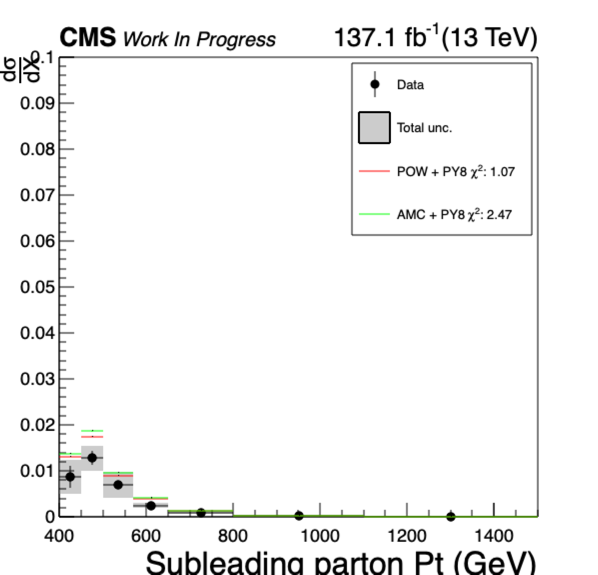 CMS Work In Progress 137.1 fb⁻¹(13 TeV)
dσ
dX
0.1
0.09
0.08
0.07
0.06
0.05
0.04
0.03
0.02
0.01
0
Data
Total unc.
POW + PY8 χ²: 1.07
AMC + PY8 χ²: 2.47
400 600 800 1000 1200 1400
Subleading parton Pt (GeV)